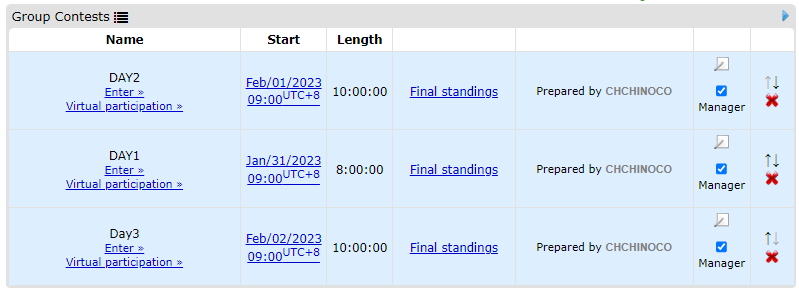 Group Contests
Name Start Length
DAY2
Enter »
Virtual participation »
Feb/01/2023
09:00UTC+8
10:00:00
Final standings
Prepared by CHCHINOCO
Manager
DAY1
Enter »
Virtual participation »
Jan/31/2023
09:00UTC+8
8:00:00
Final standings
Prepared by CHCHINOCO
Manager
Day3
Enter »
Virtual participation »
Feb/02/2023
09:00UTC+8
10:00:00
Final standings
Prepared by CHCHINOCO
Manager